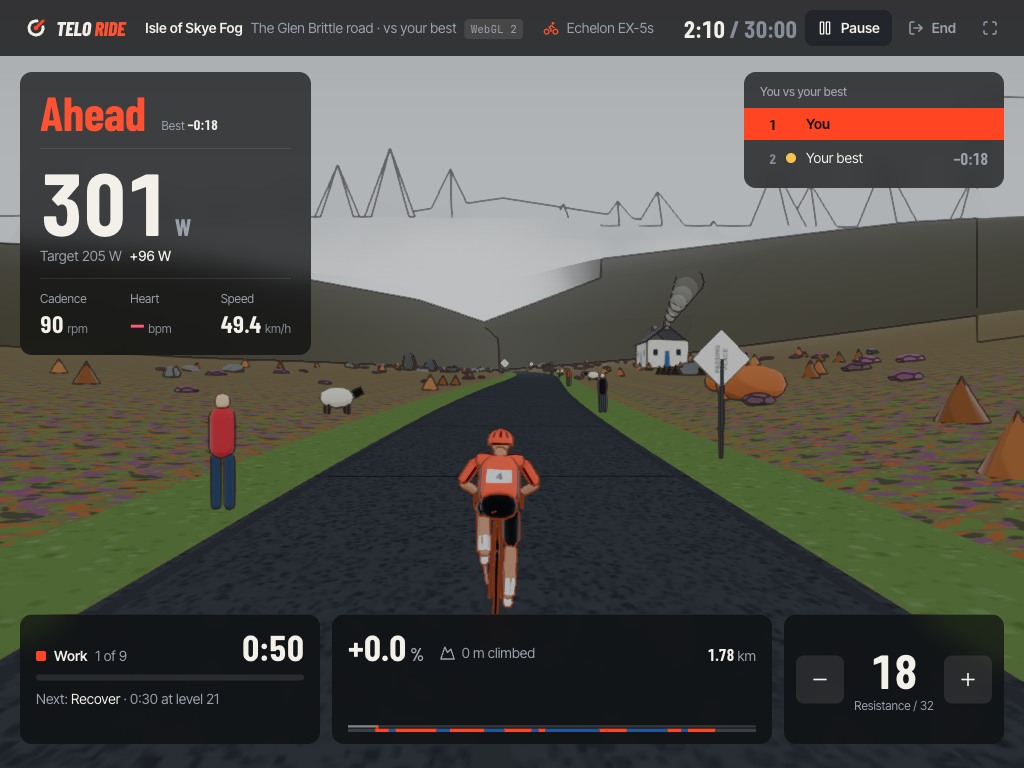 TELO RIDE Isle of Skye Fog The Glen Brittle road · vs your best WebGL 2 Echelon EX-5s 2:10 / 30:00 Pause End
Ahead Best −0:18
301 W
Target 205 W +96 W
Cadence Heart Speed
90 rpm – bpm 49.4 km/h
You vs your best
1 You
2 Your best −0:18
4
Work 1 of 9 0:50
Next: Recover · 0:30 at level 21
+0.0 % 0 m climbed 1.78 km
− 18 +
Resistance / 32